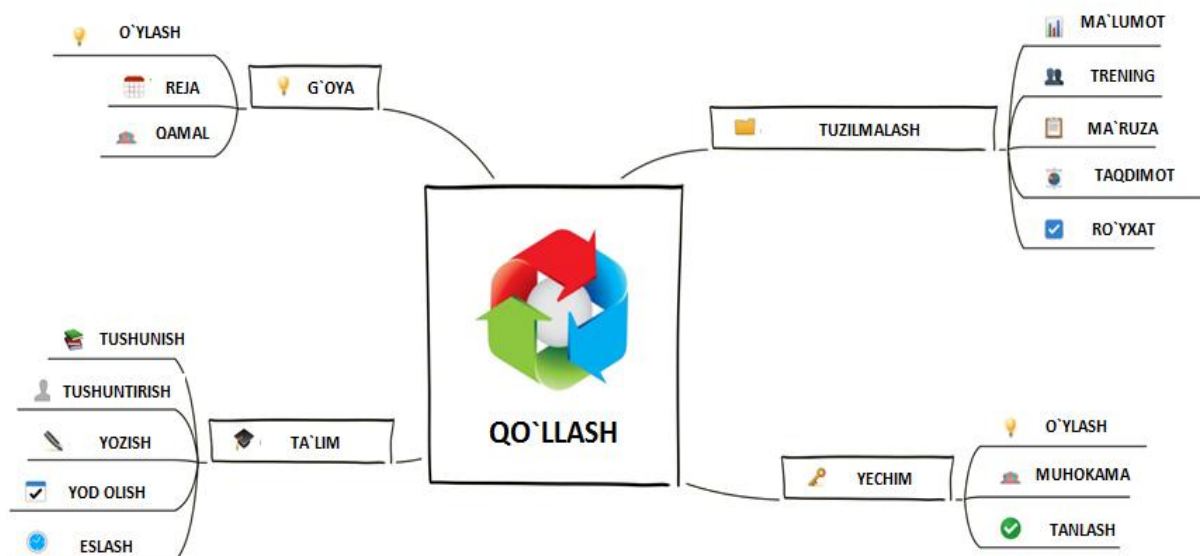 O`YLASH
REJA
QAMAL
G`OYA
TUZILMALASH
MA`LUMOT
TRENING
MA`RUZA
TAQDIMOT
RO`YXAT
QO`LLASH
TUSHUNISH
TUSHUNTIRISH
YOZISH
YOD OLISH
ESLASH
TA`LIM
YECHIM
O`YLASH
MUHOKAMA
TANLASH